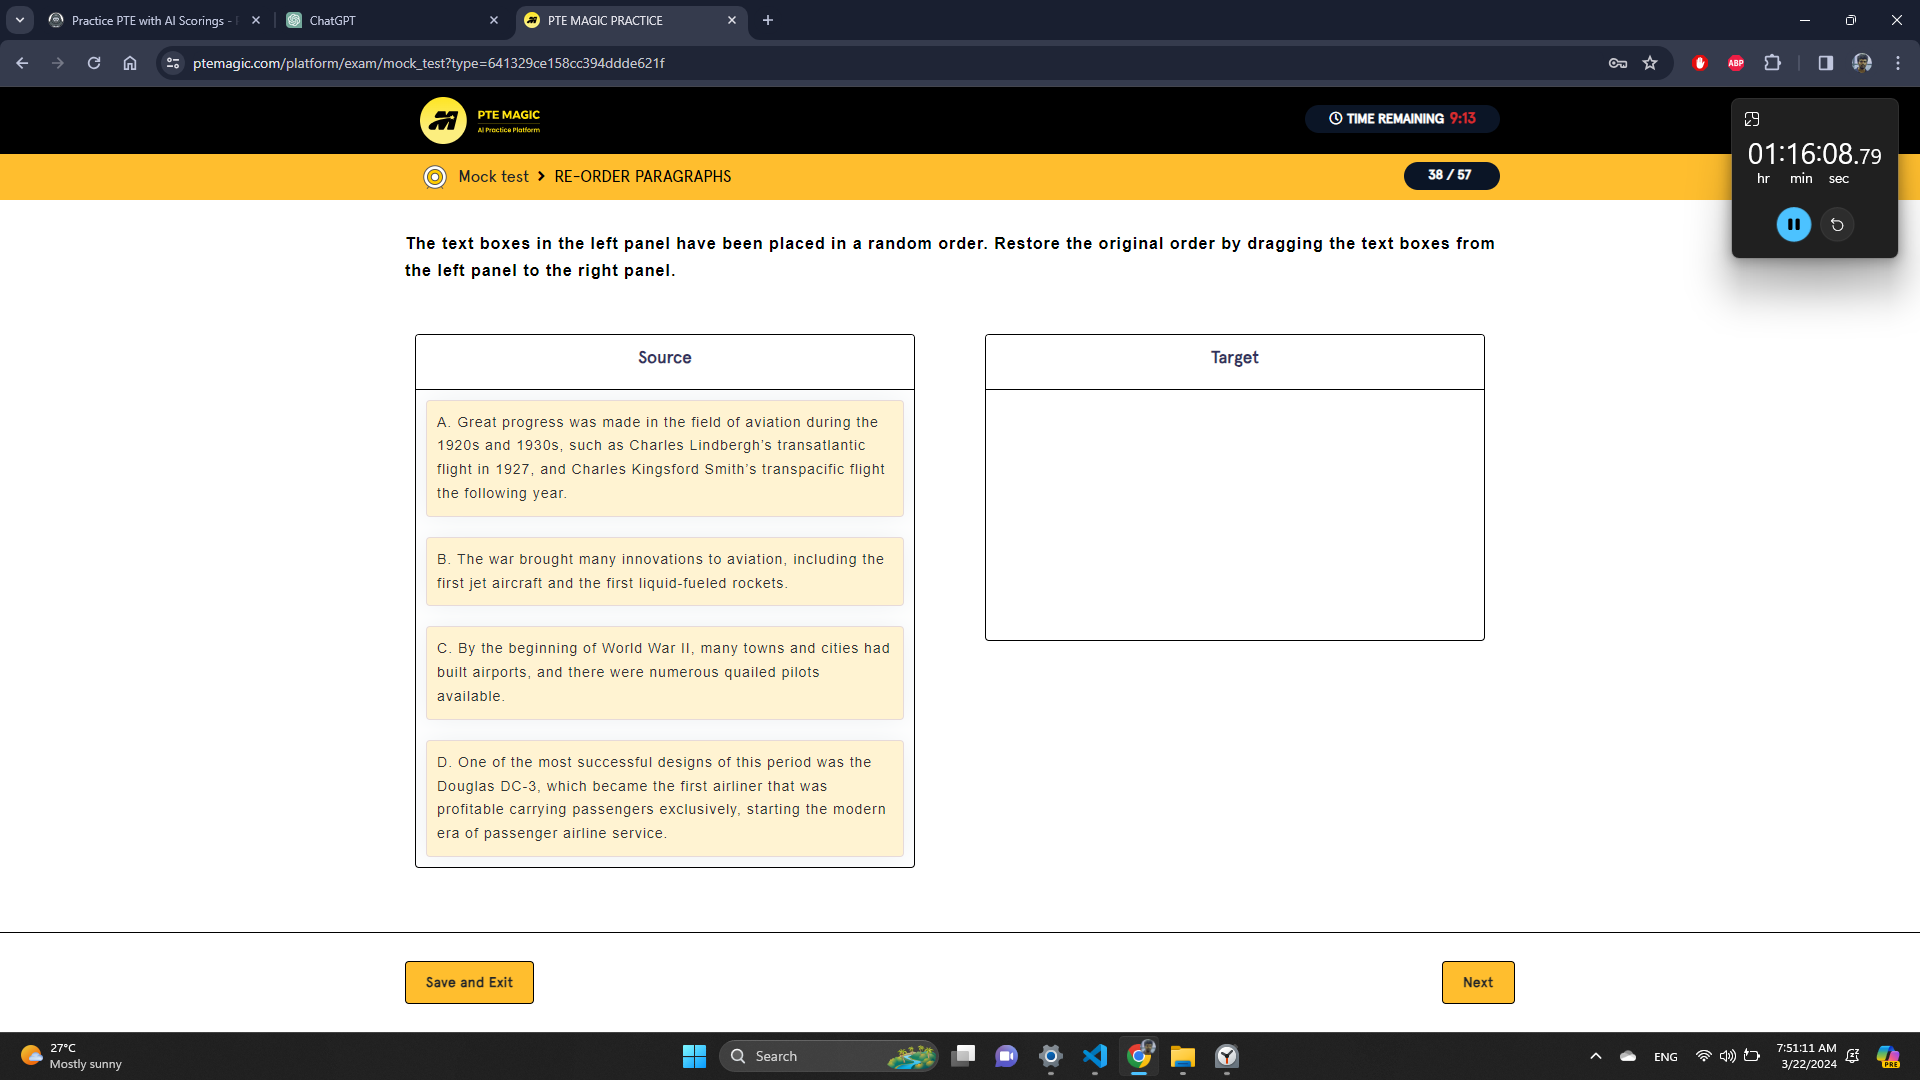 Practice PTE with AI Scorings -
ChatGPT
PTE MAGIC PRACTICE
ptemagic.com/platform/exam/mock_test?type=641329ce158cc394ddde621f
ABP
PTE MAGIC
AI Practice Platform
TIME REMAINING 9:13
01:16:08.79
hr min sec
Mock test > RE-ORDER PARAGRAPHS
38 / 57
The text boxes in the left panel have been placed in a random order. Restore the original order by dragging the text boxes from
the left panel to the right panel.
Source
Target
A. Great progress was made in the field of aviation during the
1920s and 1930s, such as Charles Lindbergh's transatlantic
flight in 1927, and Charles Kingsford Smith's transpacific flight
the following year.
B. The war brought many innovations to aviation, including the
first jet aircraft and the first liquid-fueled rockets.
C. By the beginning of World War II, many towns and cities had
built airports, and there were numerous quailed pilots
available.
D. One of the most successful designs of this period was the
Douglas DC-3, which became the first airliner that was
profitable carrying passengers exclusively, starting the modern
era of passenger airline service.
Save and Exit
Next
27°C
Mostly sunny
Search
ENG
7:51:11 AM
3/22/2024
PRE